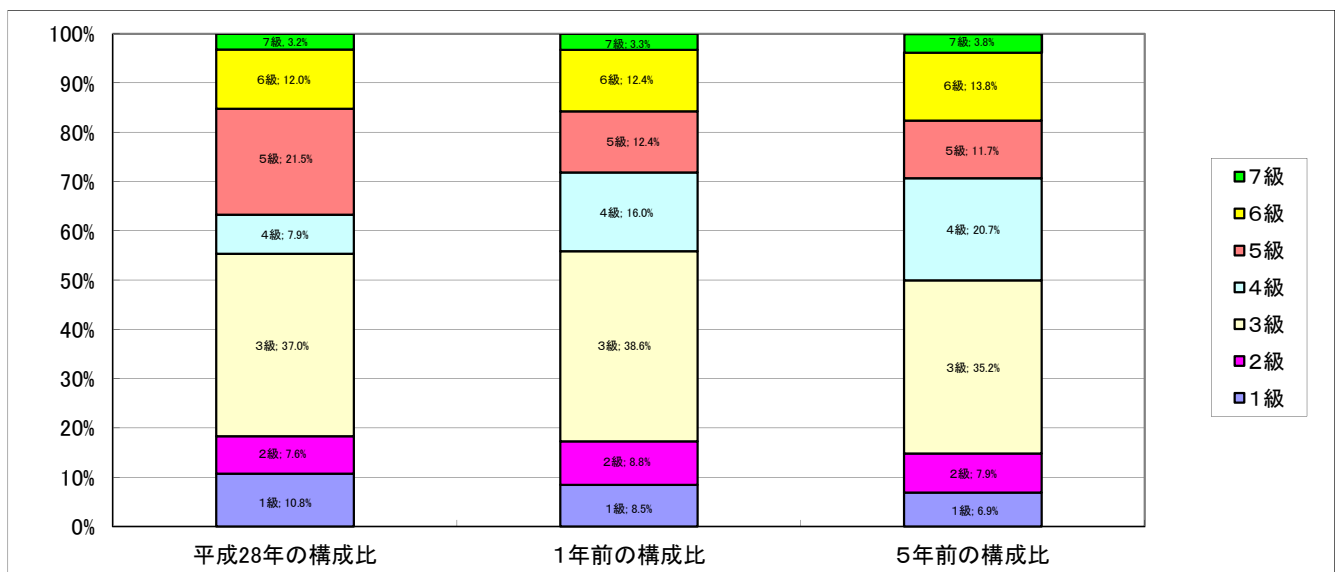 100%
90%
80%
70%
60%
50%
40%
30%
20%
10%
0%
7級, 3.2%
6級; 12.0%
5級; 21.5%
4級; 7.9%
3級; 37.0%
2級; 7.6%
1級; 10.8%
7級; 3.3%
6級; 12.4%
5級; 12.4%
4級; 16.0%
3級; 38.6%
2級; 8.8%
1級; 8.5%
7級; 3.8%
6級; 13.8%
5級; 11.7%
4級; 20.7%
3級; 35.2%
2級; 7.9%
1級; 6.9%
平成28年の構成比
1年前の構成比
5年前の構成比
7級
6級
5級
4級
3級
2級
1級